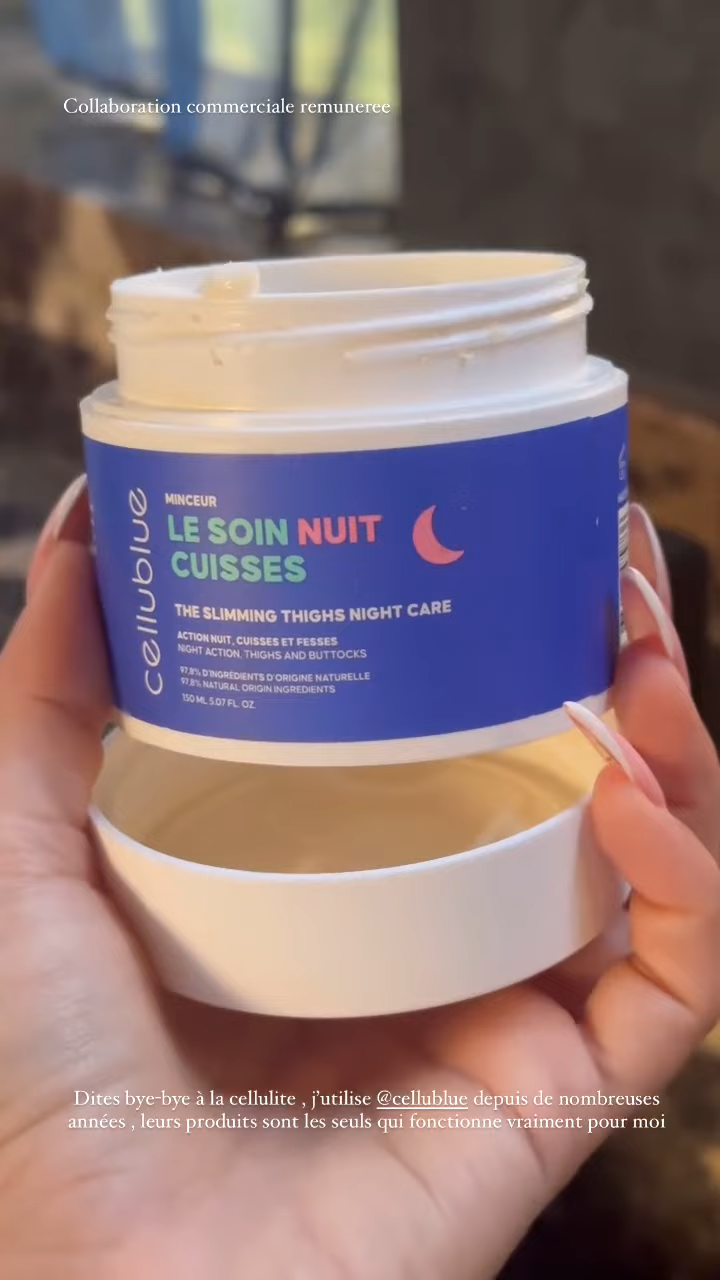 Collaboration commerciale remuneree
cellublue
MINCEUR
LE SOIN NUIT
CUISSES
THE SLIMMING THIGHS NIGHT CARE
ACTION NUIT, CUISSES ET FESSES
NIGHT ACTION, THIGHS AND BUTTOCKS
97,8% D'INGRÉDIENTS D'ORIGINE NATURELLE
97,8% NATURAL ORIGIN INGREDIENTS
150 ML 5.07 FL. OZ.
Dites bye-bye à la cellulite , j'utilise @cellublue depuis de nombreuses
années , leurs produits sont les seuls qui fonctionne vraiment pour moi